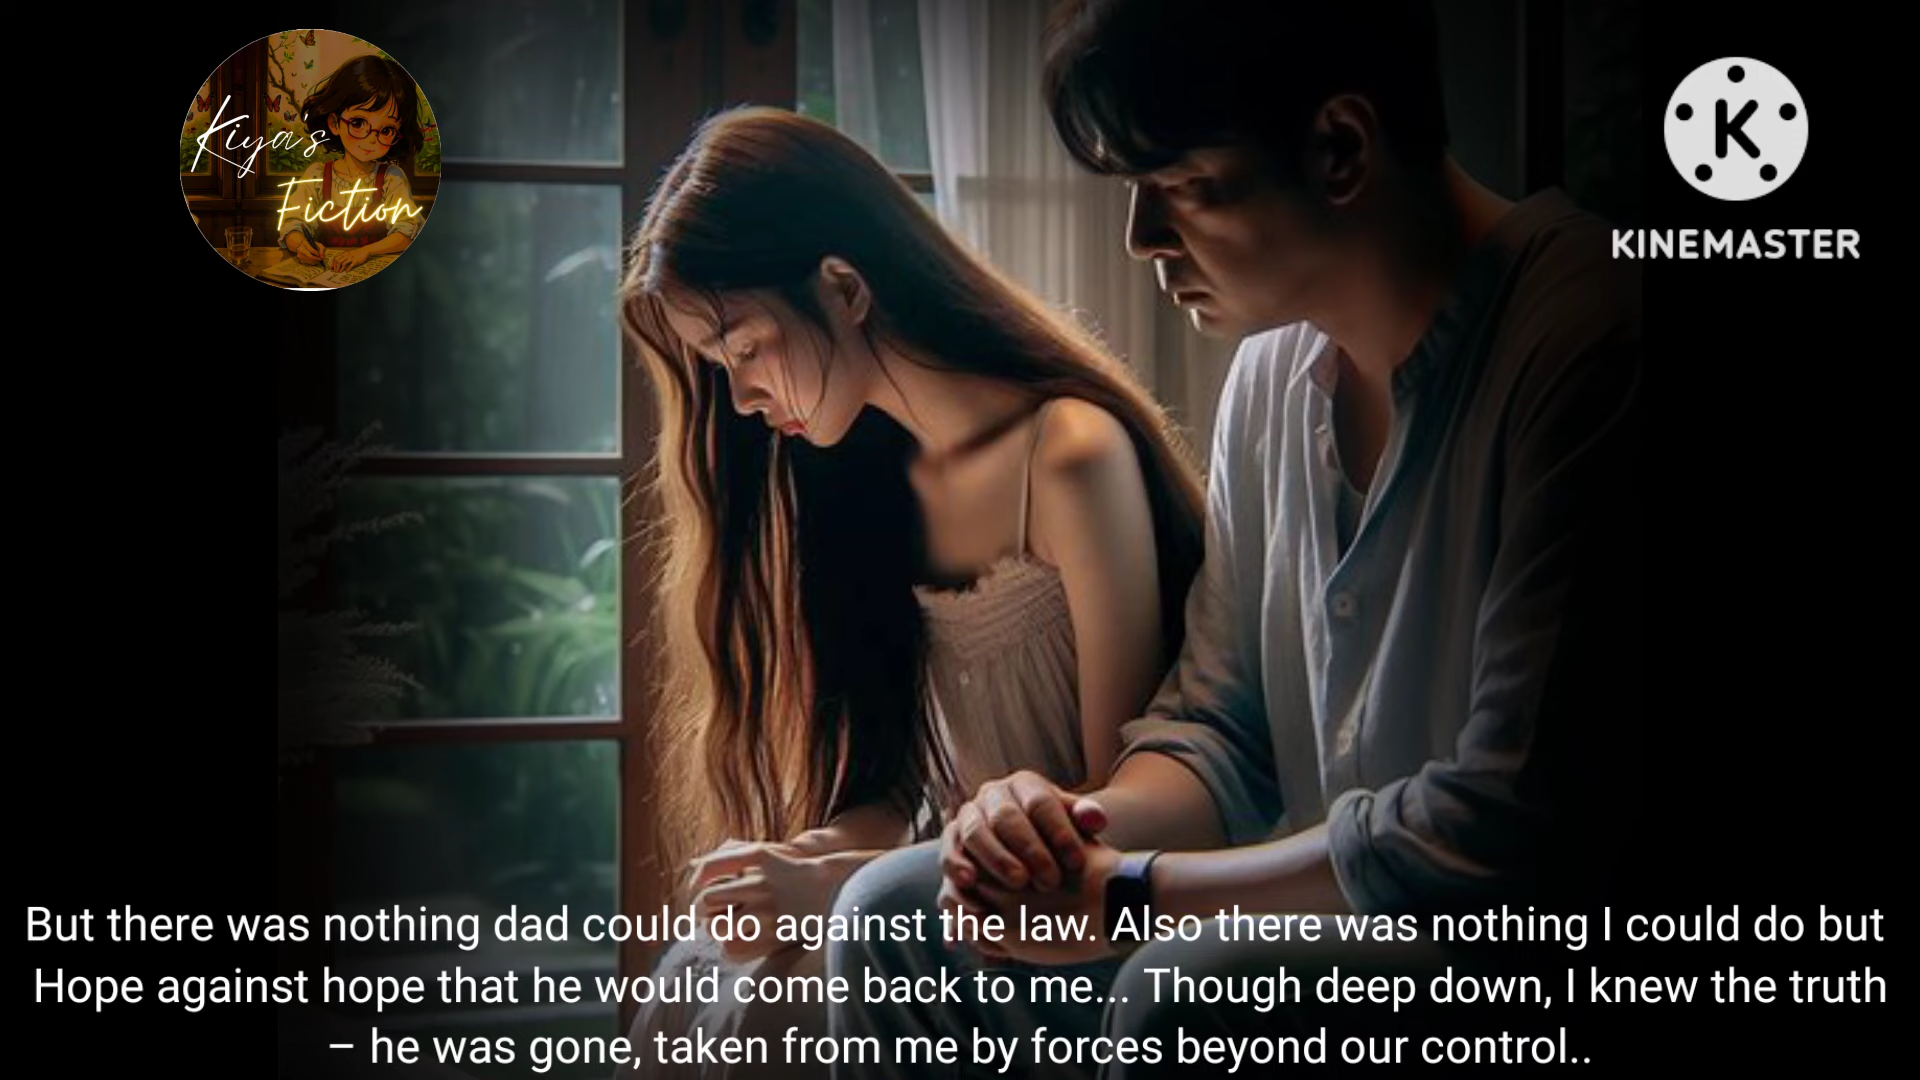 Kiya's
Fiction
K
KINEMASTER
But there was nothing dad could do against the law. Also there was nothing I could do but
Hope against hope that he would come back to me... Though deep down, I knew the truth
– he was gone, taken from me by forces beyond our control..